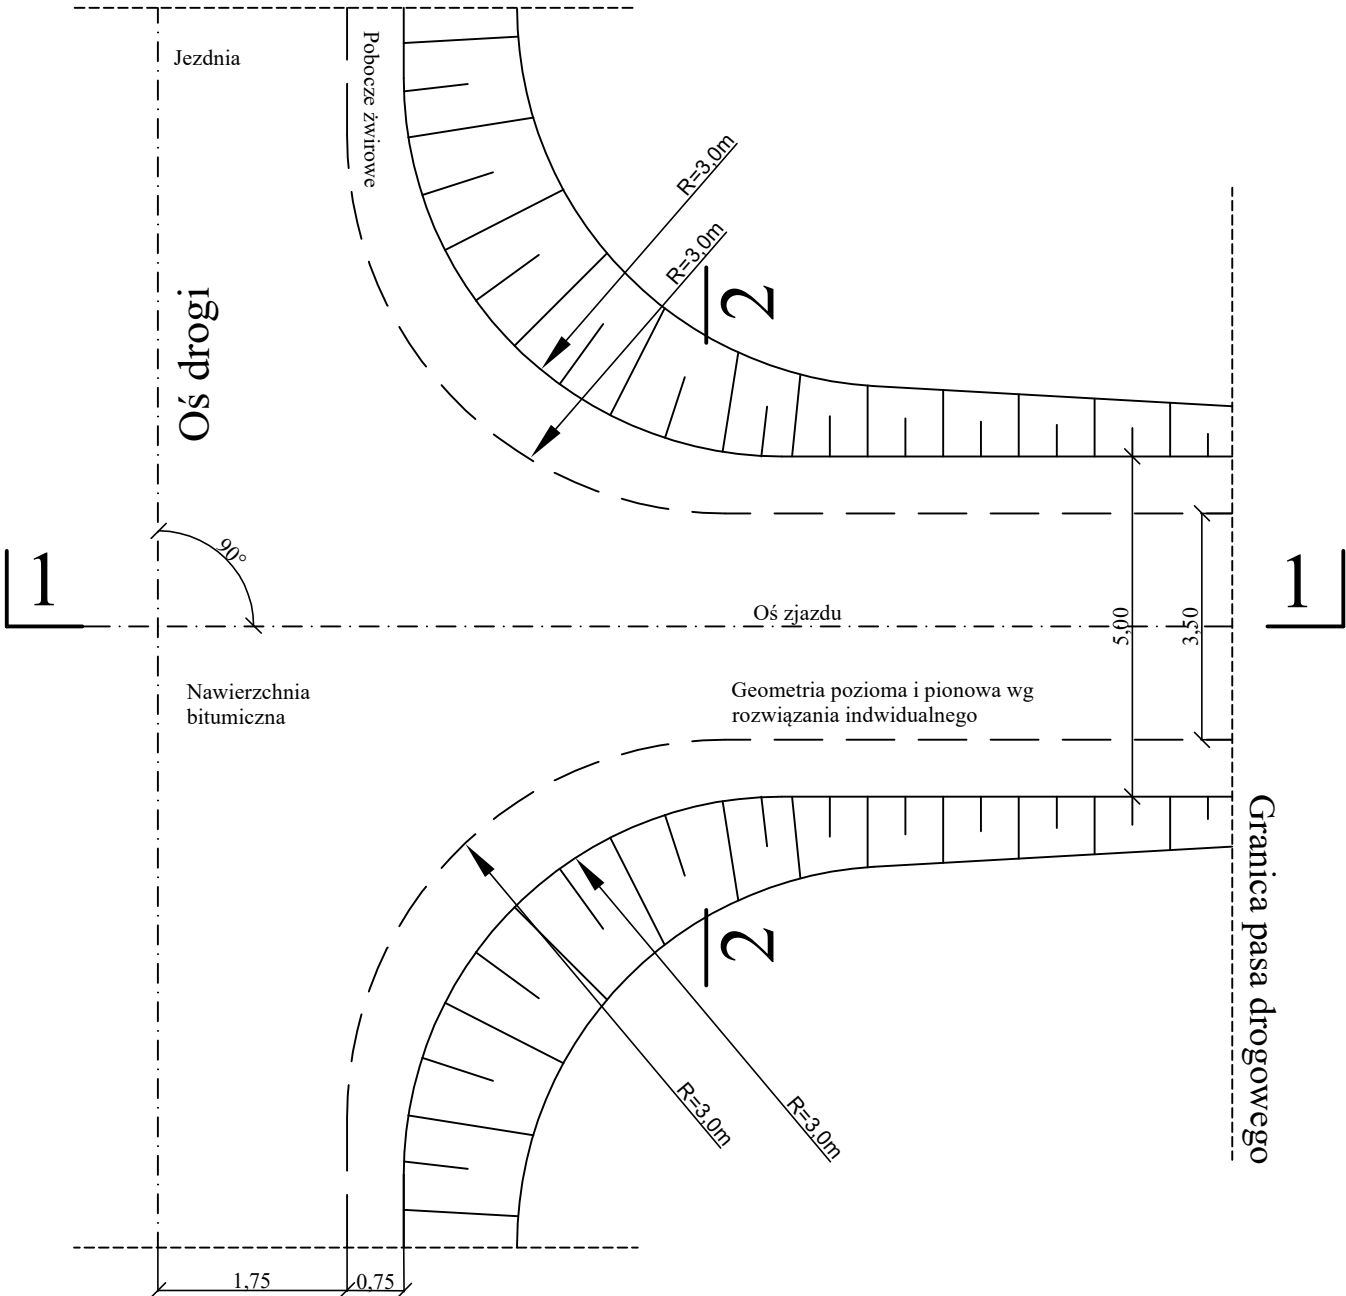 Jezdnia
Pobocze żwirowe
R=3,0m
R=3,0m
2
Oś drogi
90°
1
1
Oś zjazdu
5,00
3,50
Nawierzchnia
bitumiczna
Geometria pozioma i pionowa wg
rozwiązania indwidualnego
Granica pasa drogowego
2
R=3,0m
R=3,0m
1,75
0,75